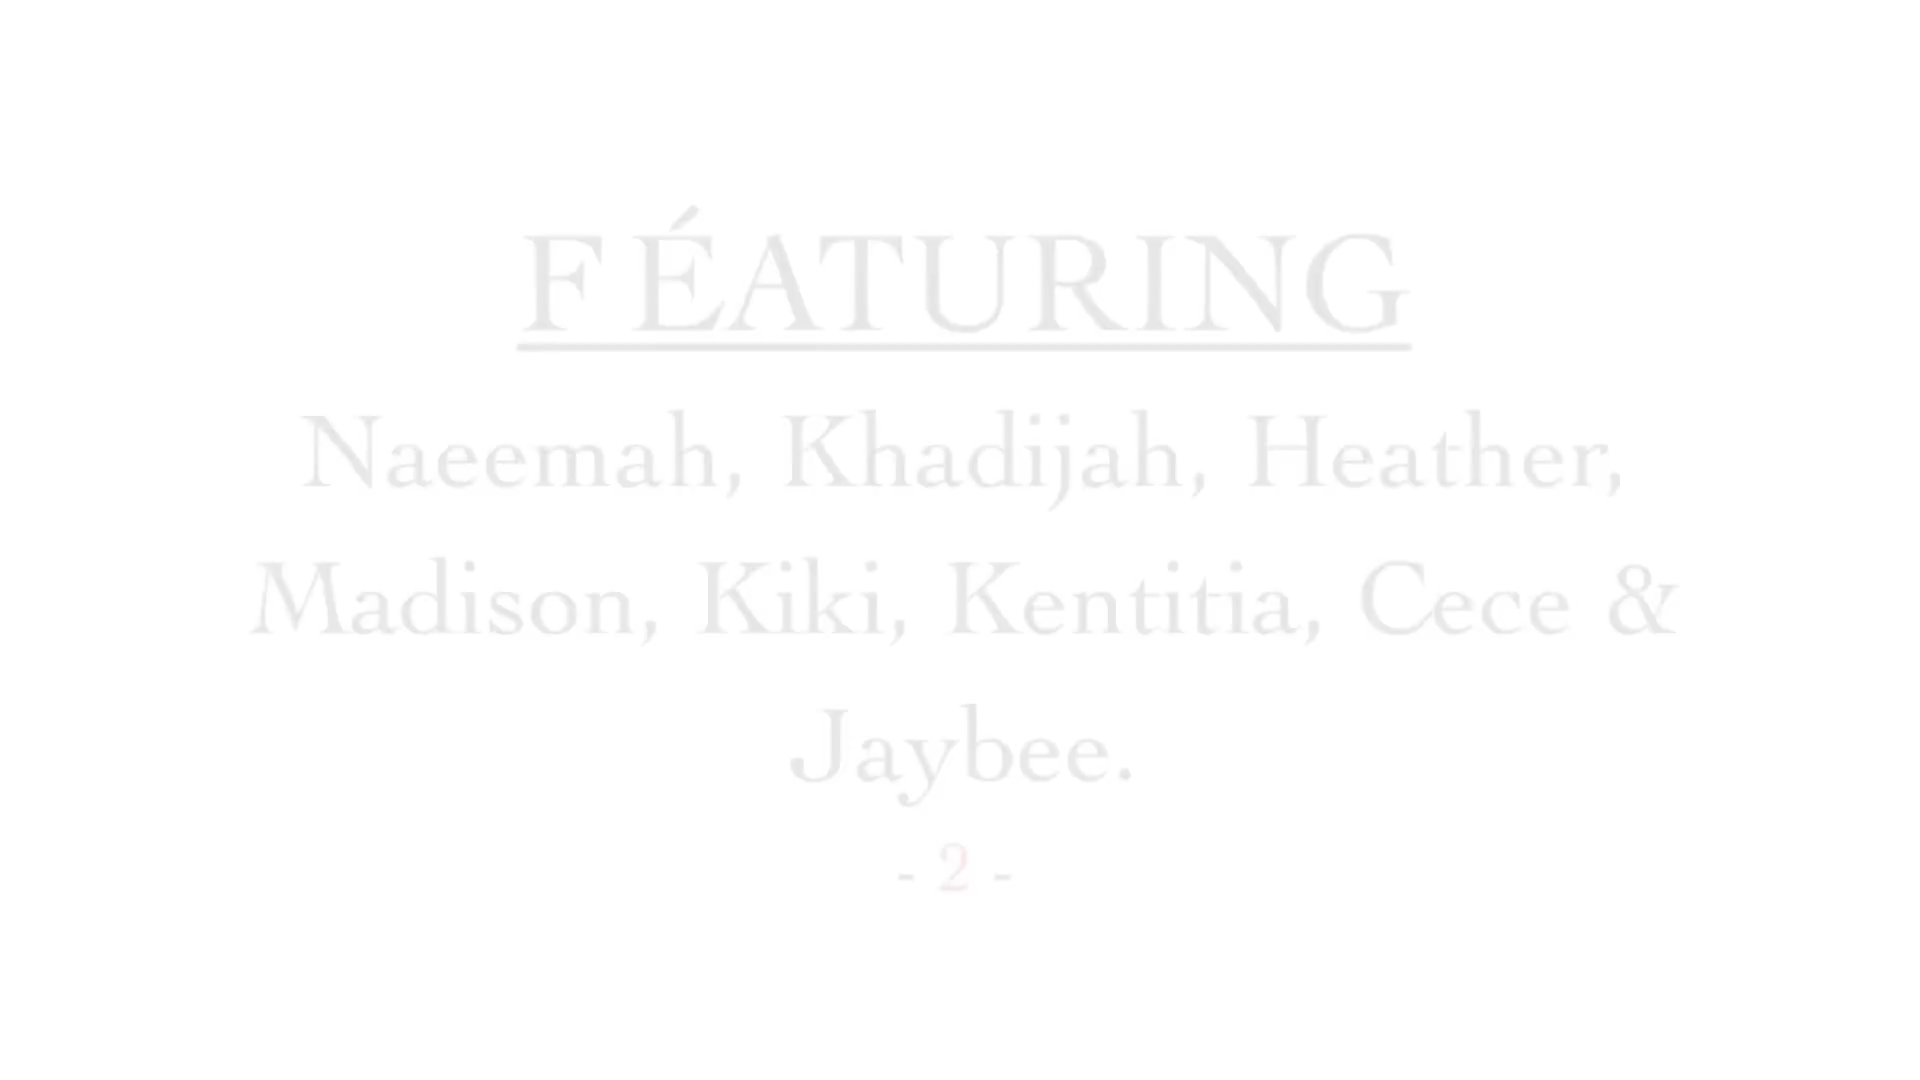 FÉATURING
Naeemah, Khadijah, Heather,
Madison, Kiki, Kentitia, Cece &
Jaybee.
- 2 -